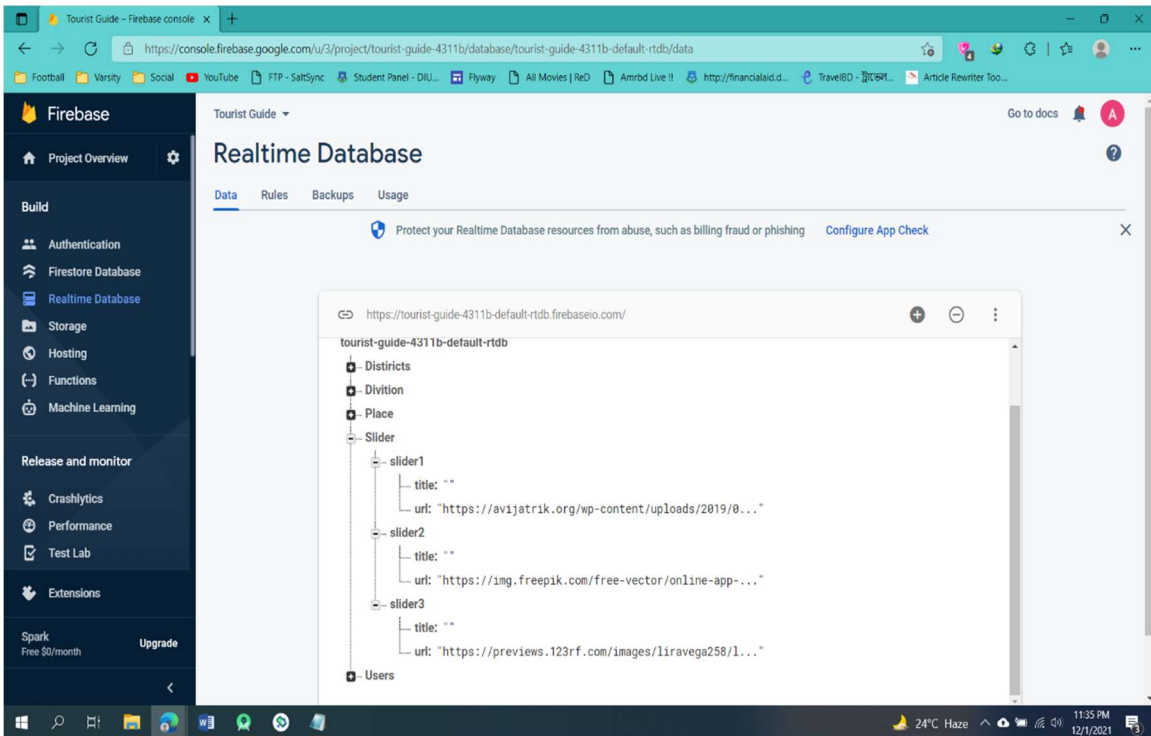 Tourist Guide – Firebase console
https://console.firebase.google.com/u/3/project/tourist-guide-4311b/database/tourist-guide-4311b-default-rtdb/data
Football Varsity Social YouTube FTP - SaltSync Student Panel - DIU... Flyway All Movies | ReD Amrbd Live !! http://financialaid.d... TravelBD - ট্রাভেল... Article Rewriter Too...
Firebase
Project Overview
Build
Authentication
Firestore Database
Realtime Database
Storage
Hosting
Functions
Machine Learning
Release and monitor
Crashlytics
Performance
Test Lab
Extensions
Spark
Free $0/month
Upgrade
Tourist Guide
Go to docs
A
Realtime Database
Data Rules Backups Usage
Protect your Realtime Database resources from abuse, such as billing fraud or phishing Configure App Check
https://tourist-guide-4311b-default-rtdb.firebaseio.com/
tourist-guide-4311b-default-rtdb
Districts
Divition
Place
Slider
slider1
title: ""
url: "https://avijatrik.org/wp-content/uploads/2019/0..."
slider2
title: ""
url: "https://img.freepik.com/free-vector/online-app-..."
slider3
title: ""
url: "https://previews.123rf.com/images/liravega258/l..."
Users
24°C Haze
11:35 PM
12/1/2021
3